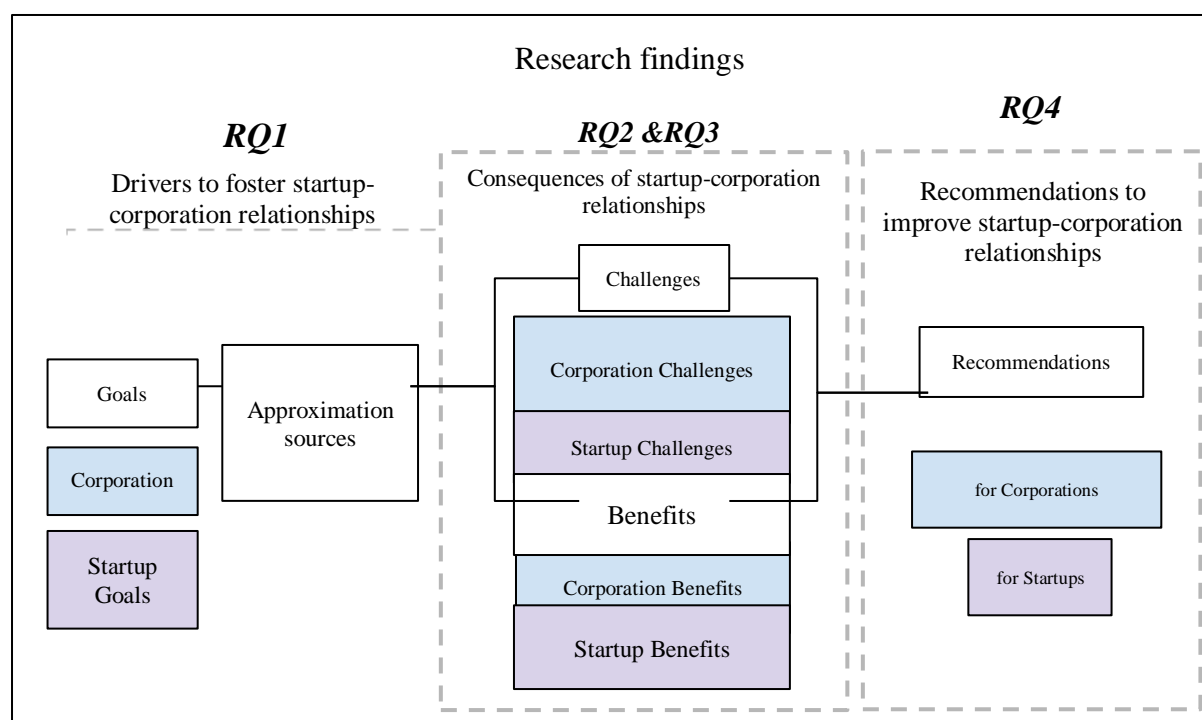 Research findings
RQ1
Drivers to foster startup-
corporation relationships
Goals
Corporation
Startup
Goals
Approximation
sources
RQ2 &RQ3
Consequences of startup-corporation
relationships
Challenges
Corporation Challenges
Startup Challenges
Benefits
Corporation Benefits
Startup Benefits
RQ4
Recommendations to
improve startup-corporation
relationships
Recommendations
for Corporations
for Startups